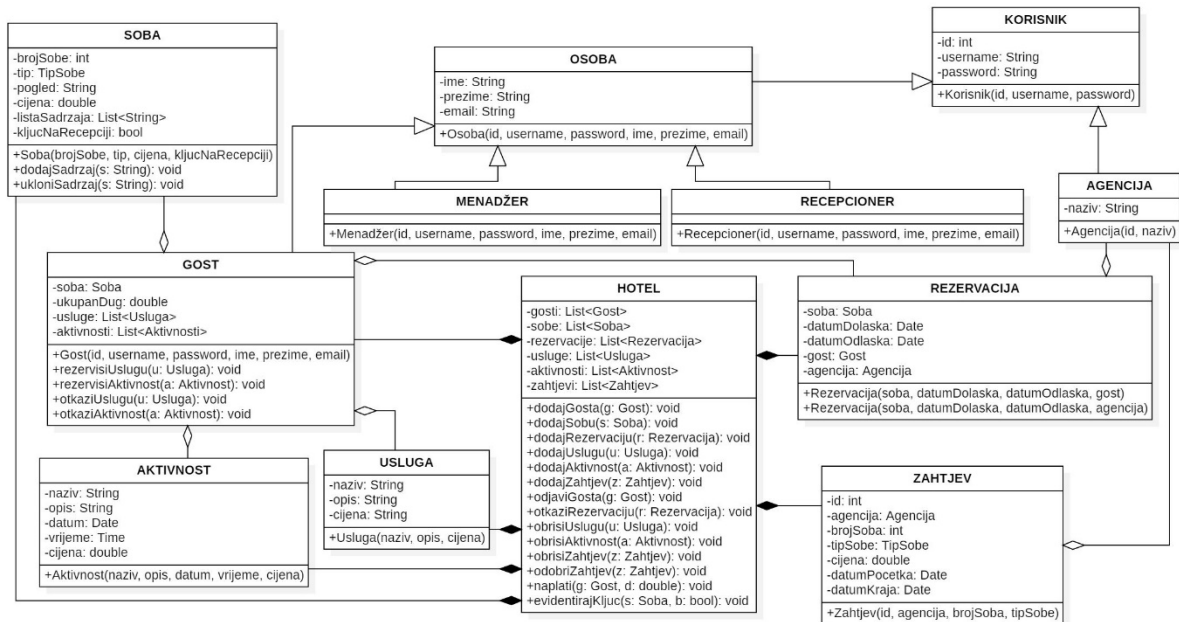 SOBA
-brojSobe: int
-tip: TipSobe
-pogled: String
-cijena: double
-listaSadrzaja: List<String>
-kljucNaRecepciji: bool
+Soba(brojSobe, tip, cijena, kljucNaRecepciji)
+dodajSadrzaj(s: String): void
+ukloniSadrzaj(s: String): void
OSOBA
-ime: String
-prezime: String
-email: String
+Osoba(id, username, password, ime, prezime, email)
KORISNIK
-id: int
-username: String
-password: String
+Korisnik(id, username, password)
MENADŽER
+Menadžer(id, username, password, ime, prezime, email)
RECEPCIONER
+Recepcioner(id, username, password, ime, prezime, email)
AGENCIJA
-naziv: String
+Agencija(id, naziv)
GOST
-soba: Soba
-ukupanDug: double
-usluge: List<Usluga>
-aktivnosti: List<Aktivnosti>
+Gost(id, username, password, ime, prezime, email)
+rezervisiUslugu(u: Usluga): void
+rezervisiAktivnost(a: Aktivnost): void
+otkaziUslugu(u: Usluga): void
+otkaziAktivnost(a: Aktivnost): void
HOTEL
-gosti: List<Gost>
-sobe: List<Soba>
-rezervacije: List<Rezervacija>
-usluge: List<Usluga>
-aktivnosti: List<Aktivnost>
-zahtjevi: List<Zahtjev>
+dodajGosta(g: Gost): void
+dodajSobu(s: Soba): void
+dodajRezervaciju(r: Rezervacija): void
+dodajUslugu(u: Usluga): void
+dodajAktivnost(a: Aktivnost): void
+dodajZahtjev(z: Zahtjev): void
+odjaviGosta(g: Gost): void
+otkaziRezervaciju(r: Rezervacija): void
+obrisiUslugu(u: Usluga): void
+obrisiAktivnost(a: Aktivnost): void
+obrisiZahtjev(z: Zahtjev): void
+odobriZahtjev(z: Zahtjev): void
+naplati(g: Gost, d: double): void
+evidentirajKljuc(s: Soba, b: bool): void
REZERVACIJA
-soba: Soba
-datumDolaska: Date
-datumOdlaska: Date
-gost: Gost
-agencija: Agencija
+Rezervacija(soba, datumDolaska, datumOdlaska, gost)
+Rezervacija(soba, datumDolaska, datumOdlaska, agencija)
AKTIVNOST
-naziv: String
-opis: String
-datum: Date
-vrijeme: Time
-cijena: double
+Aktivnost(naziv, opis, datum, vrijeme, cijena)
USLUGA
-naziv: String
-opis: String
-cijena: String
+Usluga(naziv, opis, cijena)
ZAHTJEV
-id: int
-agencija: Agencija
-brojSoba: int
-tipSobe: TipSobe
-cijena: double
-datumPocetka: Date
-datumKraja: Date
+Zahtjev(id, agencija, brojSoba, tipSobe)